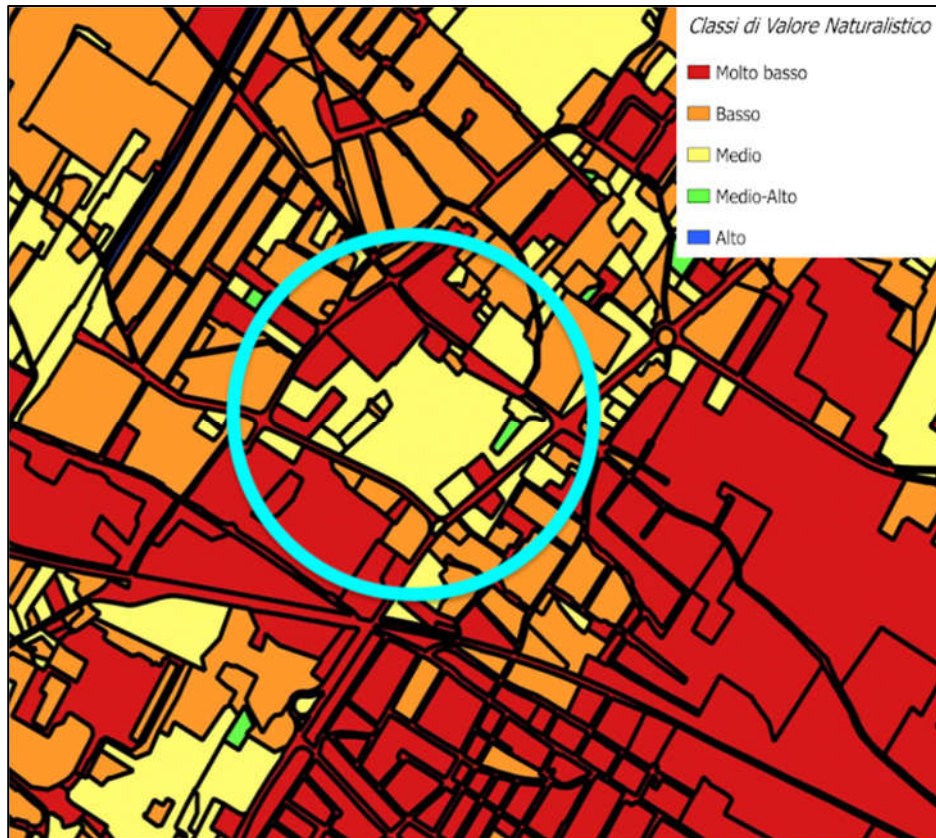 Classi di Valore Naturalistico
Molto basso
Basso
Medio
Medio-Alto
Alto